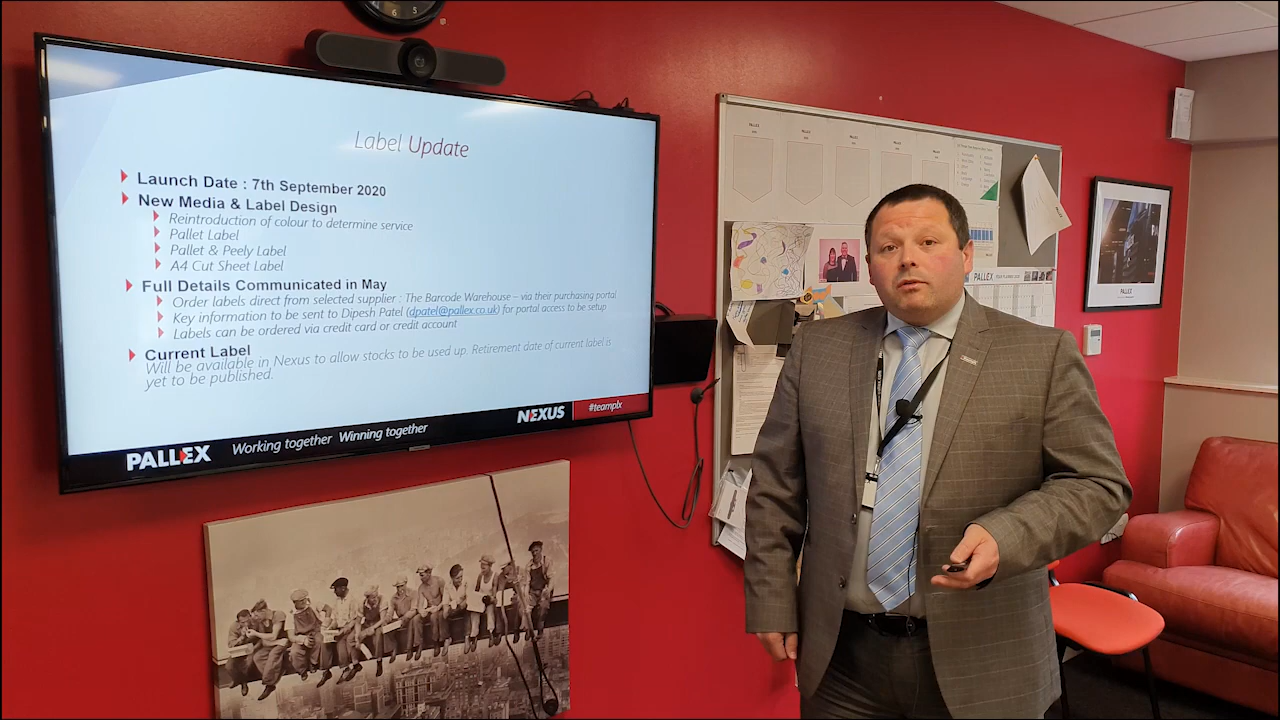 6 5
Label Update
Launch Date : 7th September 2020
New Media & Label Design
Reintroduction of colour to determine service
Pallet Label
Pallet & Peely Label
A4 Cut Sheet Label
Full Details Communicated in May
Order labels direct from selected supplier : The Barcode Warehouse – via their purchasing portal
Key information to be sent to Dipesh Patel (dpatel@pallex.co.uk) for portal access to be setup
Labels can be ordered via credit card or credit account
Current Label
Will be available in Nexus to allow stocks to be used up. Retirement date of current label is
yet to be published.
PALLEX Working together Winning together NEXUS #teamplx
PALLEX
PALLEX